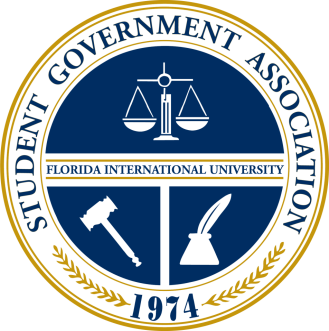 STUDENT GOVERNMENT ASSOCIATION
FLORIDA INTERNATIONAL UNIVERSITY
1974